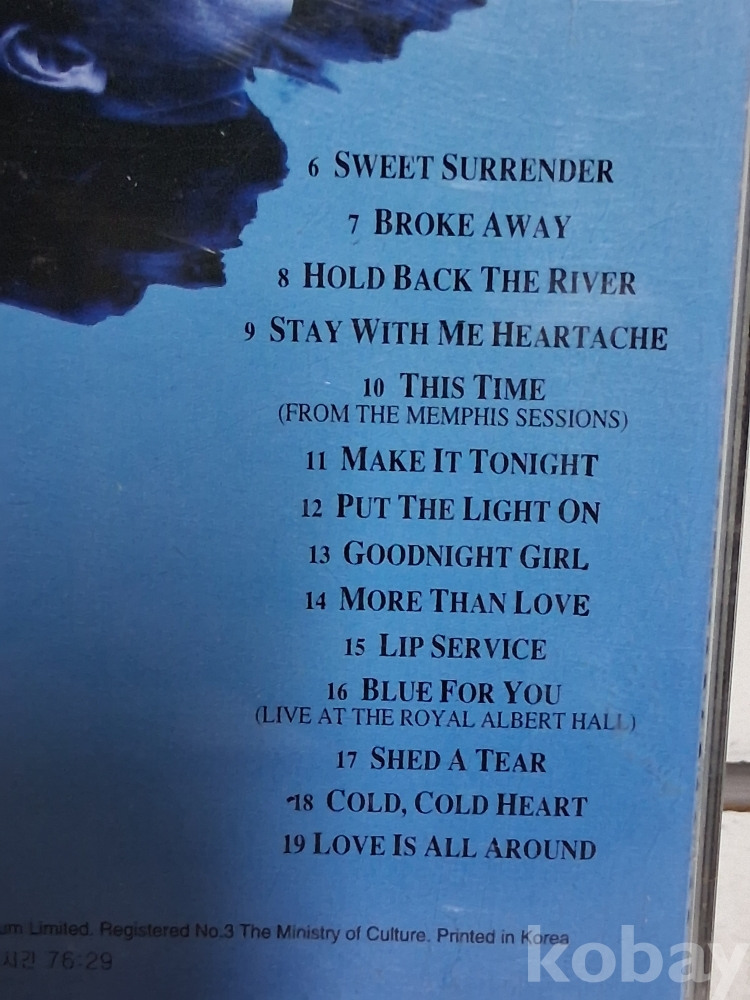 6 SWEET SURRENDER
7 BROKE AWAY
8 HOLD BACK THE RIVER
9 STAY WITH ME HEARTACHE
10 THIS TIME
(FROM THE MEMPHIS SESSIONS)
11 MAKE IT TONIGHT
12 PUT THE LIGHT ON
13 GOODNIGHT GIRL
14 MORE THAN LOVE
15 LIP SERVICE
16 BLUE FOR YOU
(LIVE AT THE ROYAL ALBERT HALL)
17 SHED A TEAR
18 COLD, COLD HEART
19 LOVE IS ALL AROUND
um Limited. Registered No.3 The Ministry of Culture. Printed in Korea
시간 76:29
kobay